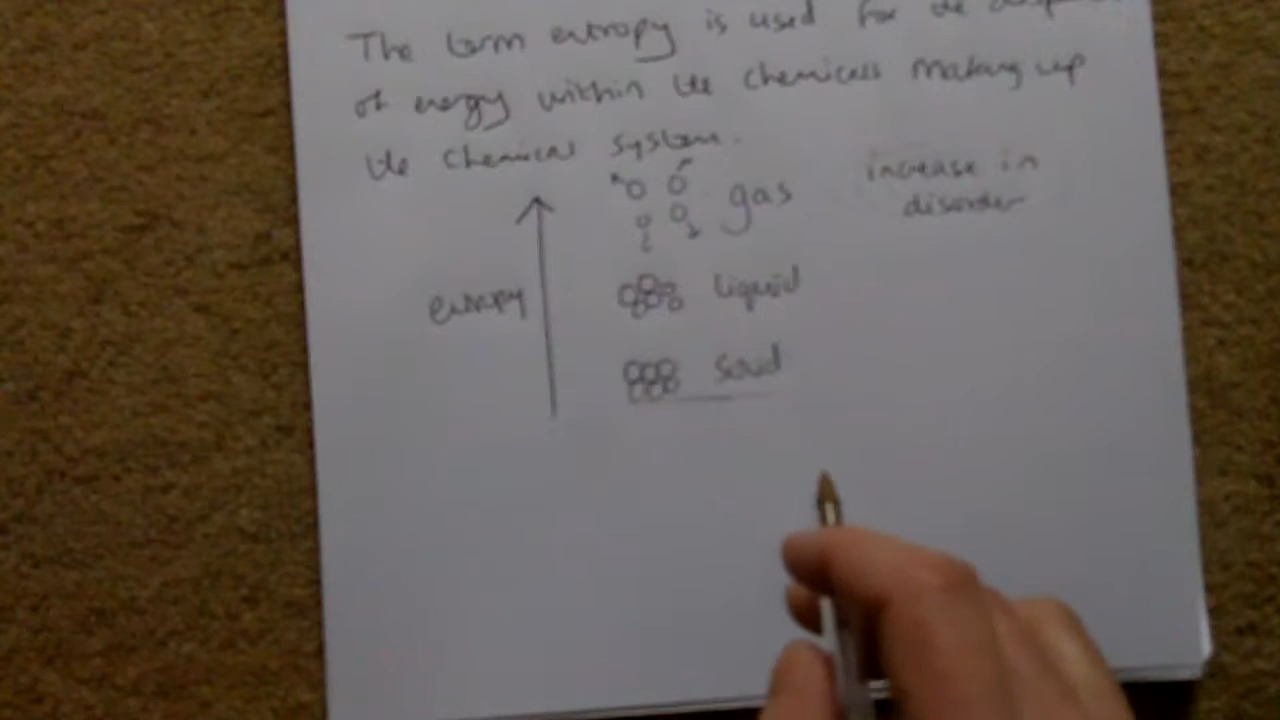 The term entropy is used for the
of energy within the chemicals making up
the chemical system.
gas
increase in
disorder
entropy
liquid
solid